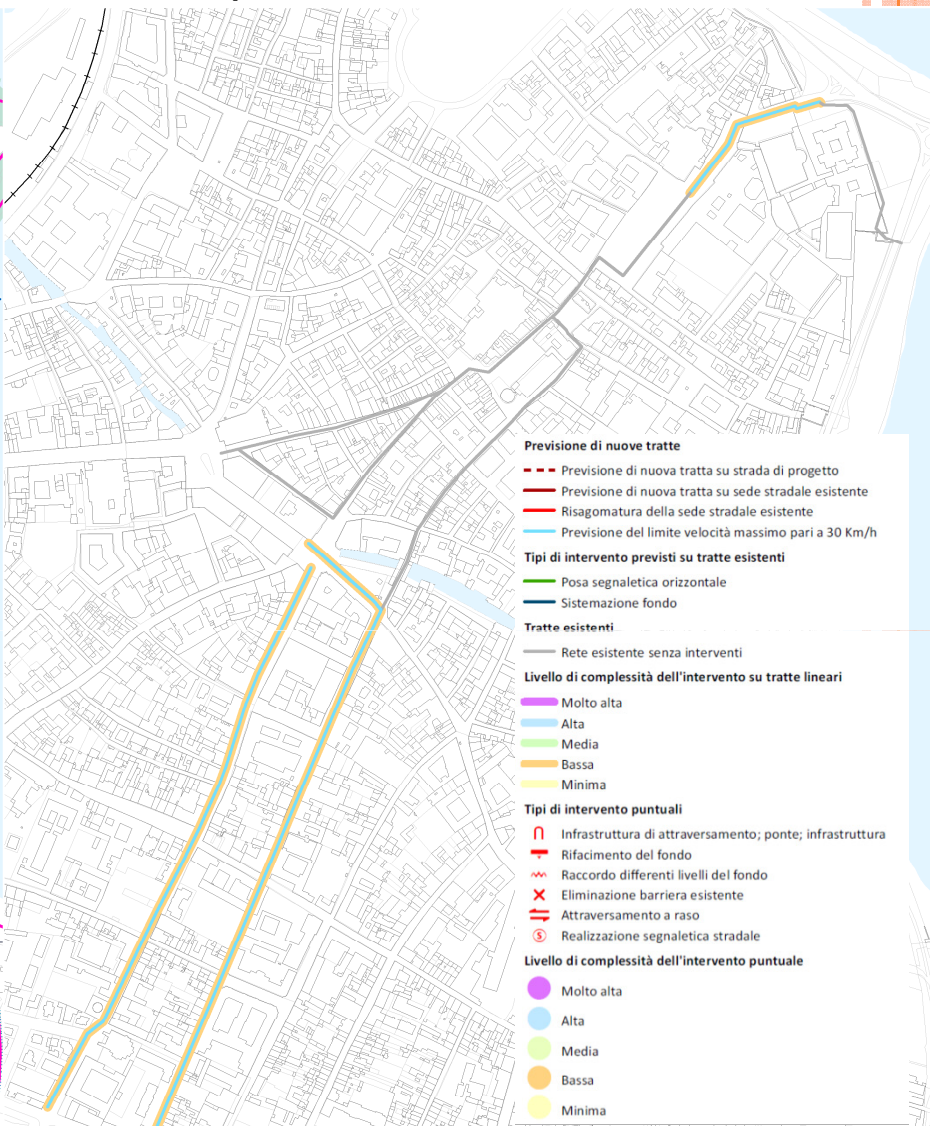 Previsione di nuove tratte
Previsione di nuova tratta su strada di progetto
Previsione di nuova tratta su sede stradale esistente
Risagomatura della sede stradale esistente
Previsione del limite velocità massimo pari a 30 Km/h
Tipi di intervento previsti su tratte esistenti
Posa segnaletica orizzontale
Sistemazione fondo
Tratte esistenti
Rete esistente senza interventi
Livello di complessità dell'intervento su tratte lineari
Molto alta
Alta
Media
Bassa
Minima
Tipi di intervento puntuali
Infrastruttura di attraversamento; ponte; infrastruttura
Rifacimento del fondo
Raccordo differenti livelli del fondo
Eliminazione barriera esistente
Attraversamento a raso
S Realizzazione segnaletica stradale
Livello di complessità dell'intervento puntuale
Molto alta
Alta
Media
Bassa
Minima